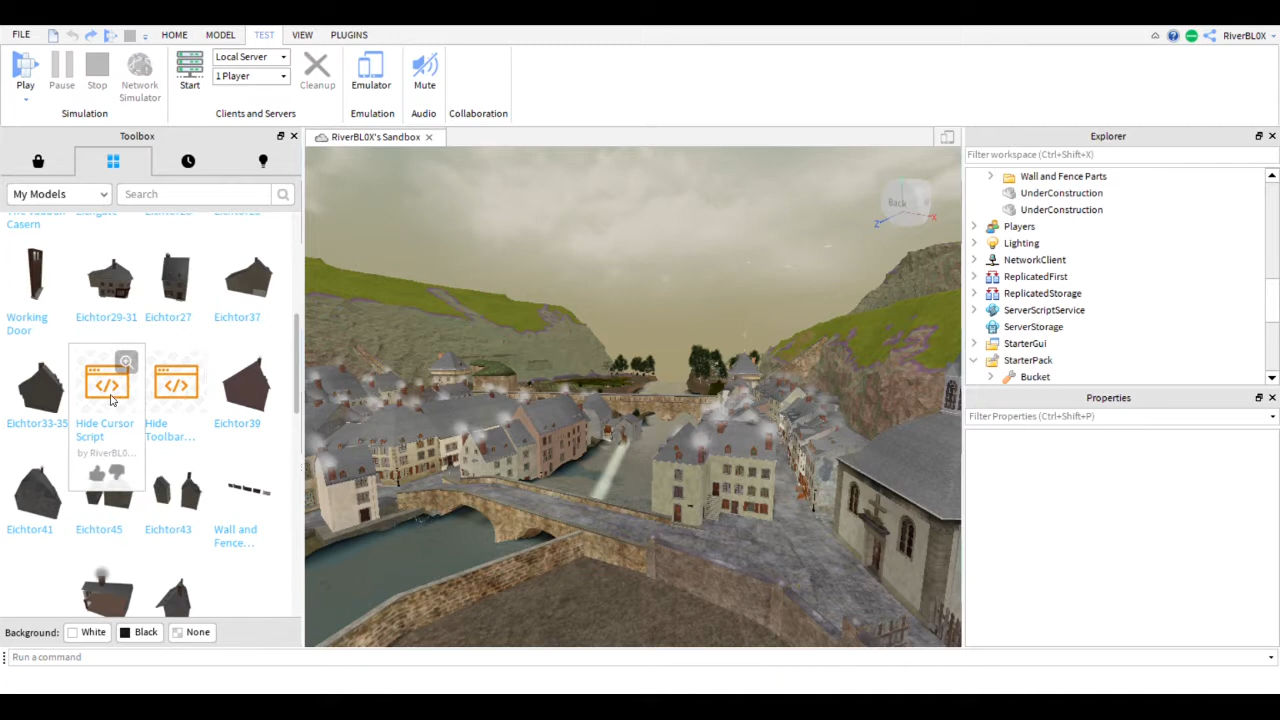 FILE HOME MODEL TEST VIEW PLUGINS RiverBL0X
Play Pause Stop Network Simulator Start Local Server 1 Player Cleanup Emulator Mute
Simulation Clients and Servers Emulation Audio Collaboration
Toolbox
RiverBL0X's Sandbox
My Models Search
Casern
Working Door
Eichtor29-31
Eichtor27
Eichtor37
Eichtor33-35
Hide Cursor Script
by RiverBL0...
Hide Toolbar...
Eichtor39
Eichtor41
Eichtor45
Eichtor43
Wall and Fence...
Background: White Black None
Run a command
Back
Z
X
Explorer
Filter workspace (Ctrl+Shift+X)
Wall and Fence Parts
UnderConstruction
UnderConstruction
Players
Lighting
NetworkClient
ReplicatedFirst
ReplicatedStorage
ServerScriptService
ServerStorage
StarterGui
StarterPack
Bucket
Properties
Filter Properties (Ctrl+Shift+P)